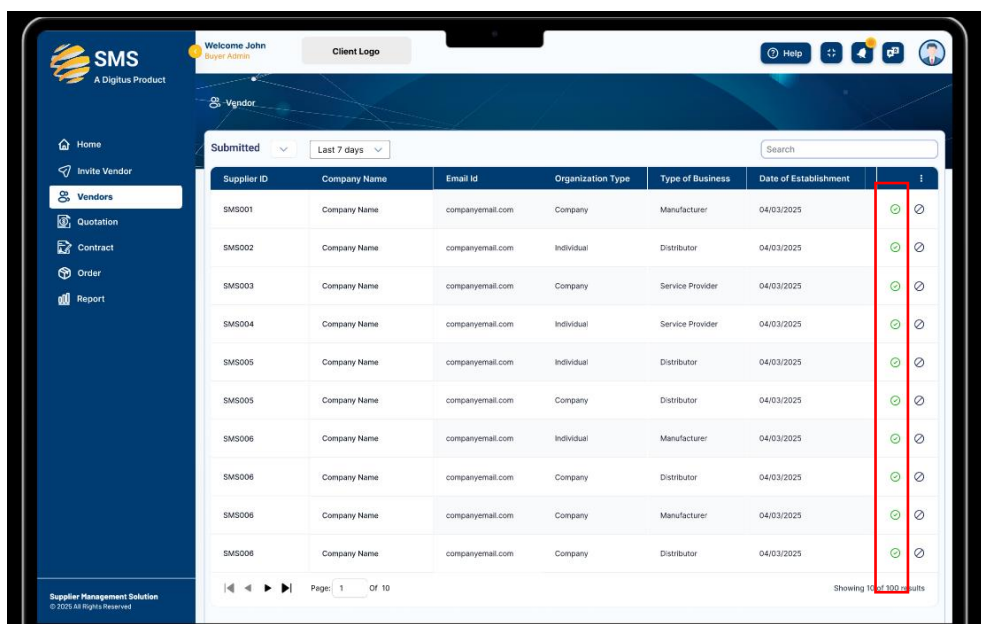 SMS
A Digitus Product
Welcome John
Buyer Admin
Client Logo
Help
Vendor
Home
Invite Vendor
Vendors
Quotation
Contract
Order
Report
Submitted
Last 7 days
Search
Supplier ID Company Name Email Id Organization Type Type of Business Date of Establishment
SMS001 Company Name companyemail.com Company Manufacturer 04/03/2025
SMS002 Company Name companyemail.com Individual Distributor 04/03/2025
SMS003 Company Name companyemail.com Company Service Provider 04/03/2025
SMS004 Company Name companyemail.com Individual Service Provider 04/03/2025
SMS005 Company Name companyemail.com Individual Distributor 04/03/2025
SMS005 Company Name companyemail.com Company Distributor 04/03/2025
SMS006 Company Name companyemail.com Individual Manufacturer 04/03/2025
SMS006 Company Name companyemail.com Company Distributor 04/03/2025
SMS006 Company Name companyemail.com Company Manufacturer 04/03/2025
SMS006 Company Name companyemail.com Company Distributor 04/03/2025
Page: 1 Of 10
Showing 10 of 100 results
Supplier Management Solution
© 2025 All Rights Reserved